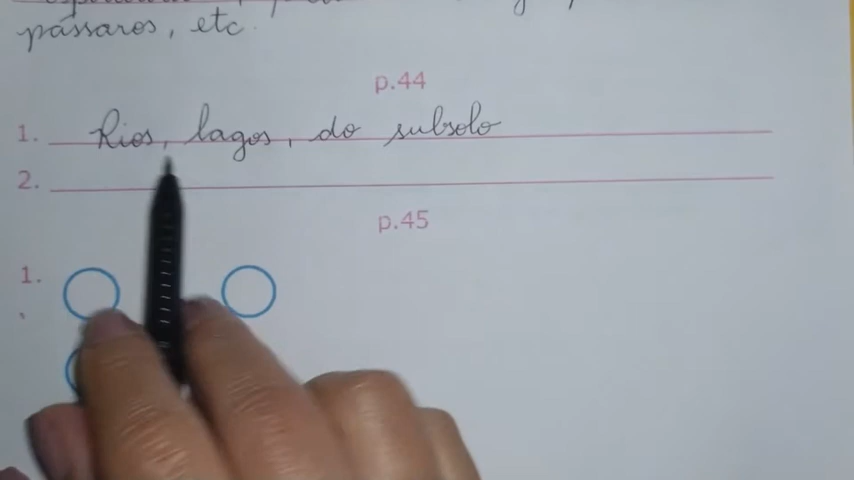 pássaros, etc.
p.44
1. Rios, lagos, do subsolo
2.
p.45
1.